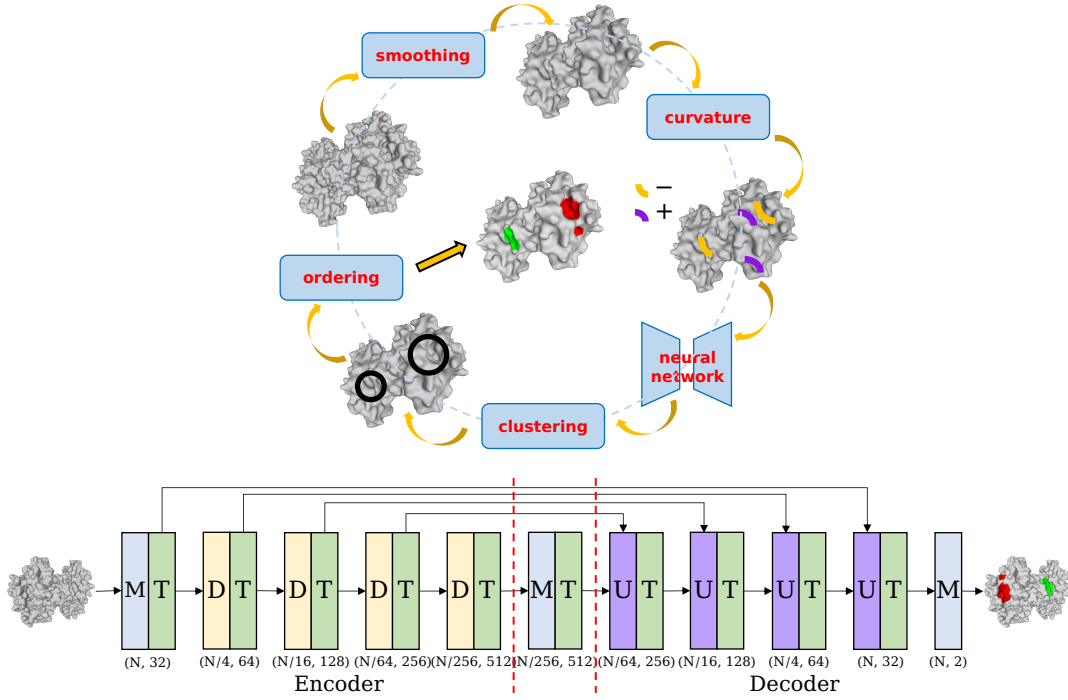 smoothing
curvature
−
+
ordering
neural
network
clustering
M T D T D T D T D T M T U T U T U T U T M
(N, 32) (N/4, 64) (N/16, 128) (N/64, 256)(N/256, 512)(N/256, 512)(N/64, 256) (N/16, 128) (N/4, 64) (N, 32) (N, 2)
Encoder Decoder